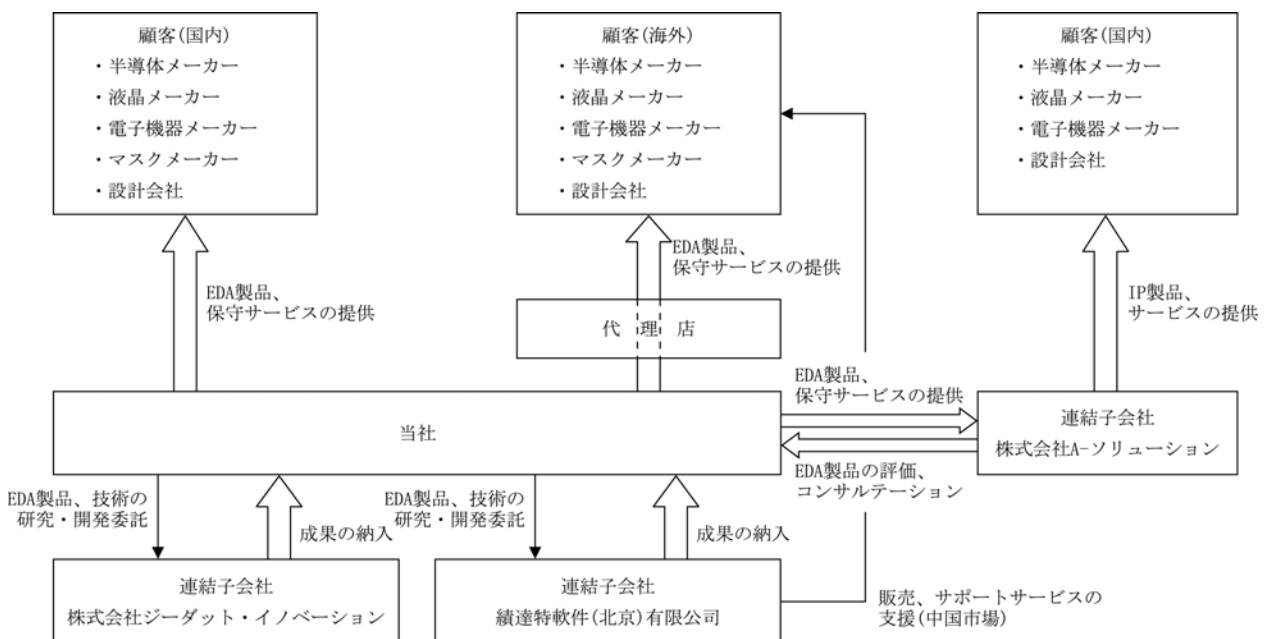 顧客(国内)
・半導体メーカー
・液晶メーカー
・電子機器メーカー
・マスクメーカー
・設計会社
顧客(海外)
・半導体メーカー
・液晶メーカー
・電子機器メーカー
・マスクメーカー
・設計会社
顧客(国内)
・半導体メーカー
・液晶メーカー
・電子機器メーカー
・設計会社
EDA製品、
保守サービスの提供
EDA製品、
保守サービスの提供
IP製品、
サービスの提供
代理店
EDA製品、
保守サービスの提供
当社
連結子会社
株式会社A-ソリューション
EDA製品の評価、
コンサルテーション
EDA製品、技術の
研究・開発委託
成果の納入
EDA製品、技術の
研究・開発委託
成果の納入
連結子会社
株式会社ジーダット・イノベーション
連結子会社
績達特軟件(北京)有限公司
販売、サポートサービスの
支援(中国市場)